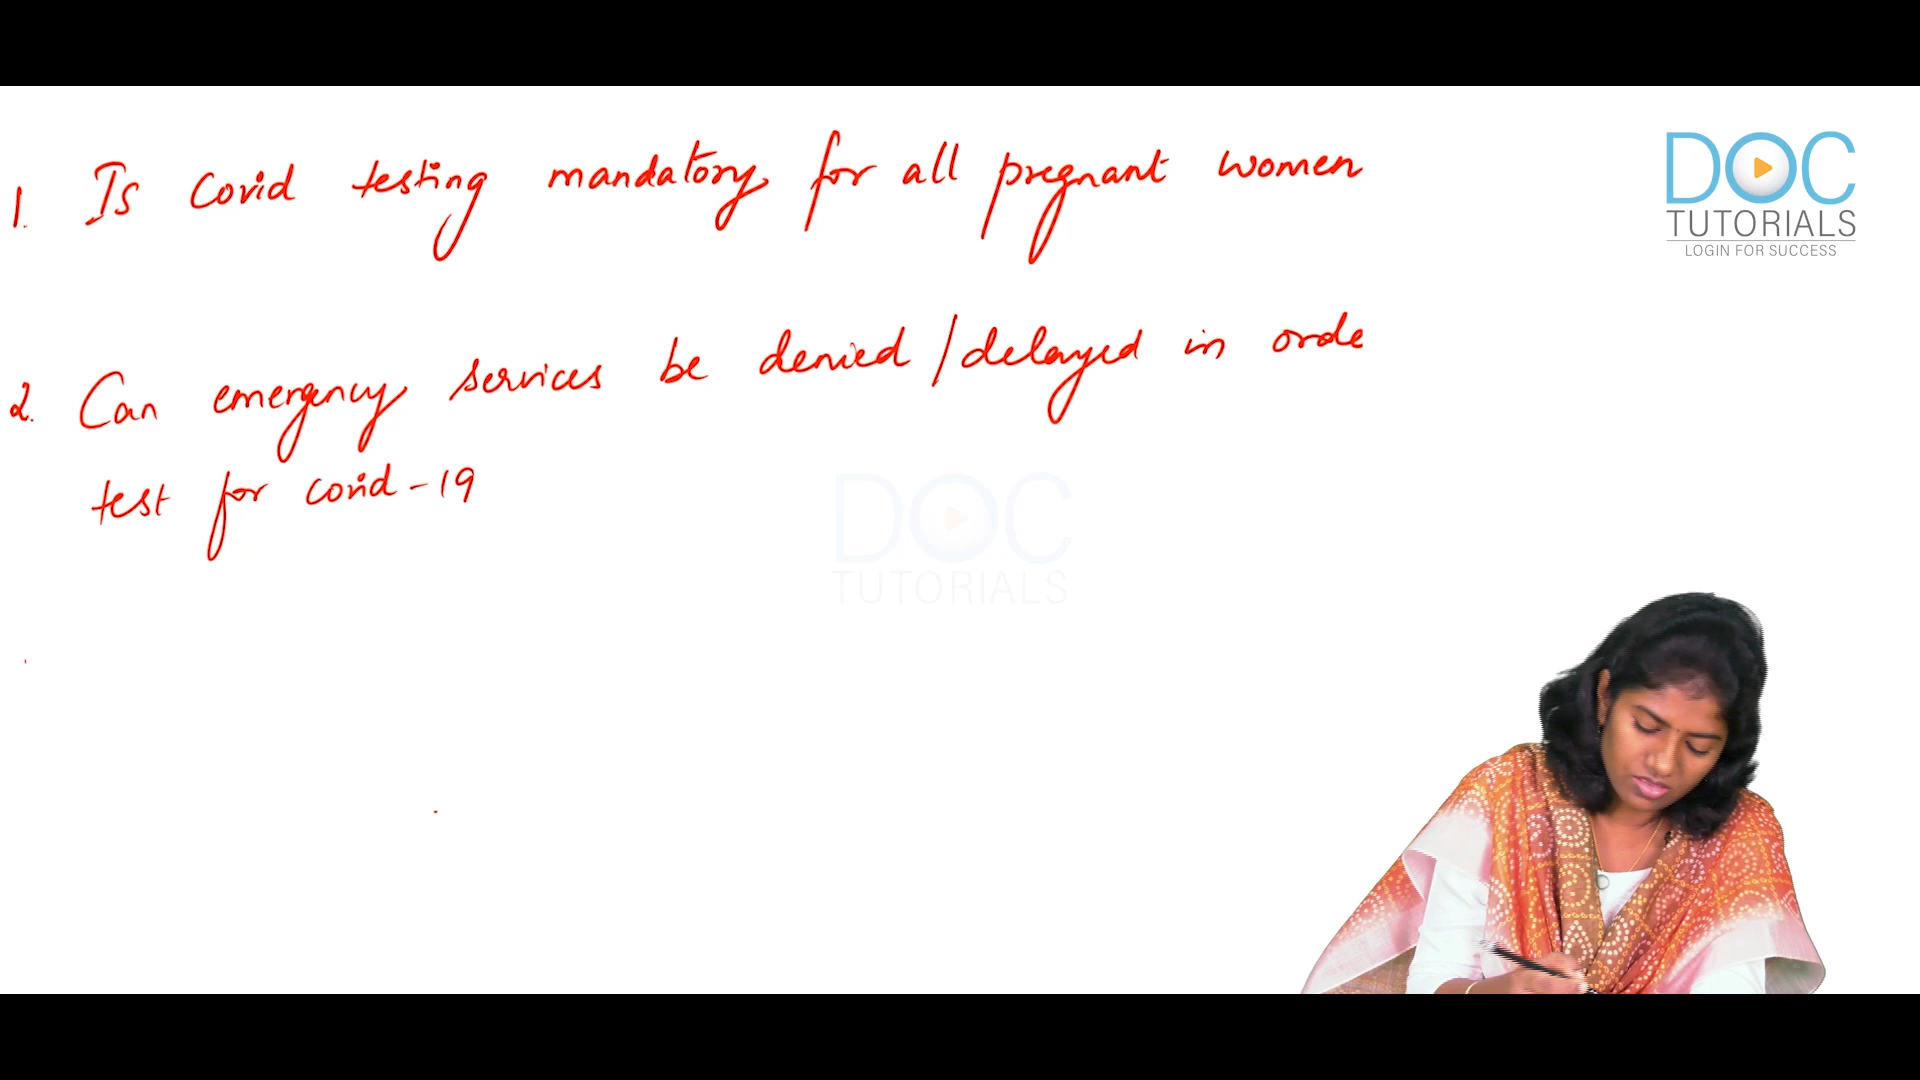 1. Is Covid testing mandatory for all pregnant women
2. Can emergency services be denied / delayed in orde
test for covid-19
DOC
TUTORIALS
LOGIN FOR SUCCESS
DOC
TUTORIALS